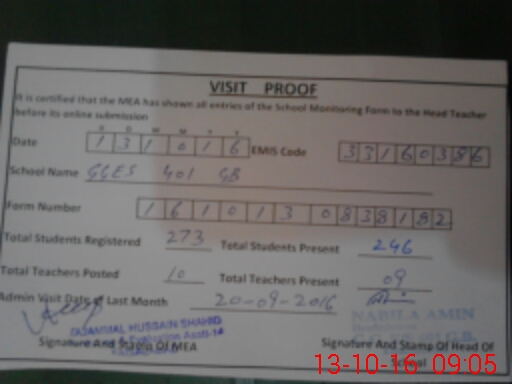 VISIT PROOF
It is certified that the MEA has shown all entries of the School Monitoring Form to the Head Teacher
before its online submission
D D M M Y Y
Date 1 3 1 0 1 6 EMIS Code 3 3 1 6 0 3 8 6
School Name GGES 401 GB
Form Number 1 6 1 0 1 3 0 8 3 8 1 8 2
Total Students Registered 273 Total Students Present 246
Total Teachers Posted 10 Total Teachers Present 09
Admin Visit Date of Last Month 20-09-2016
TAJAMMAL HUSSAIN SHAHID NABILA AMIN
Evaluation Asstt
Signature And Stamp Of MEA Signature And Stamp Of Head Of
School
13-10-16 09:05